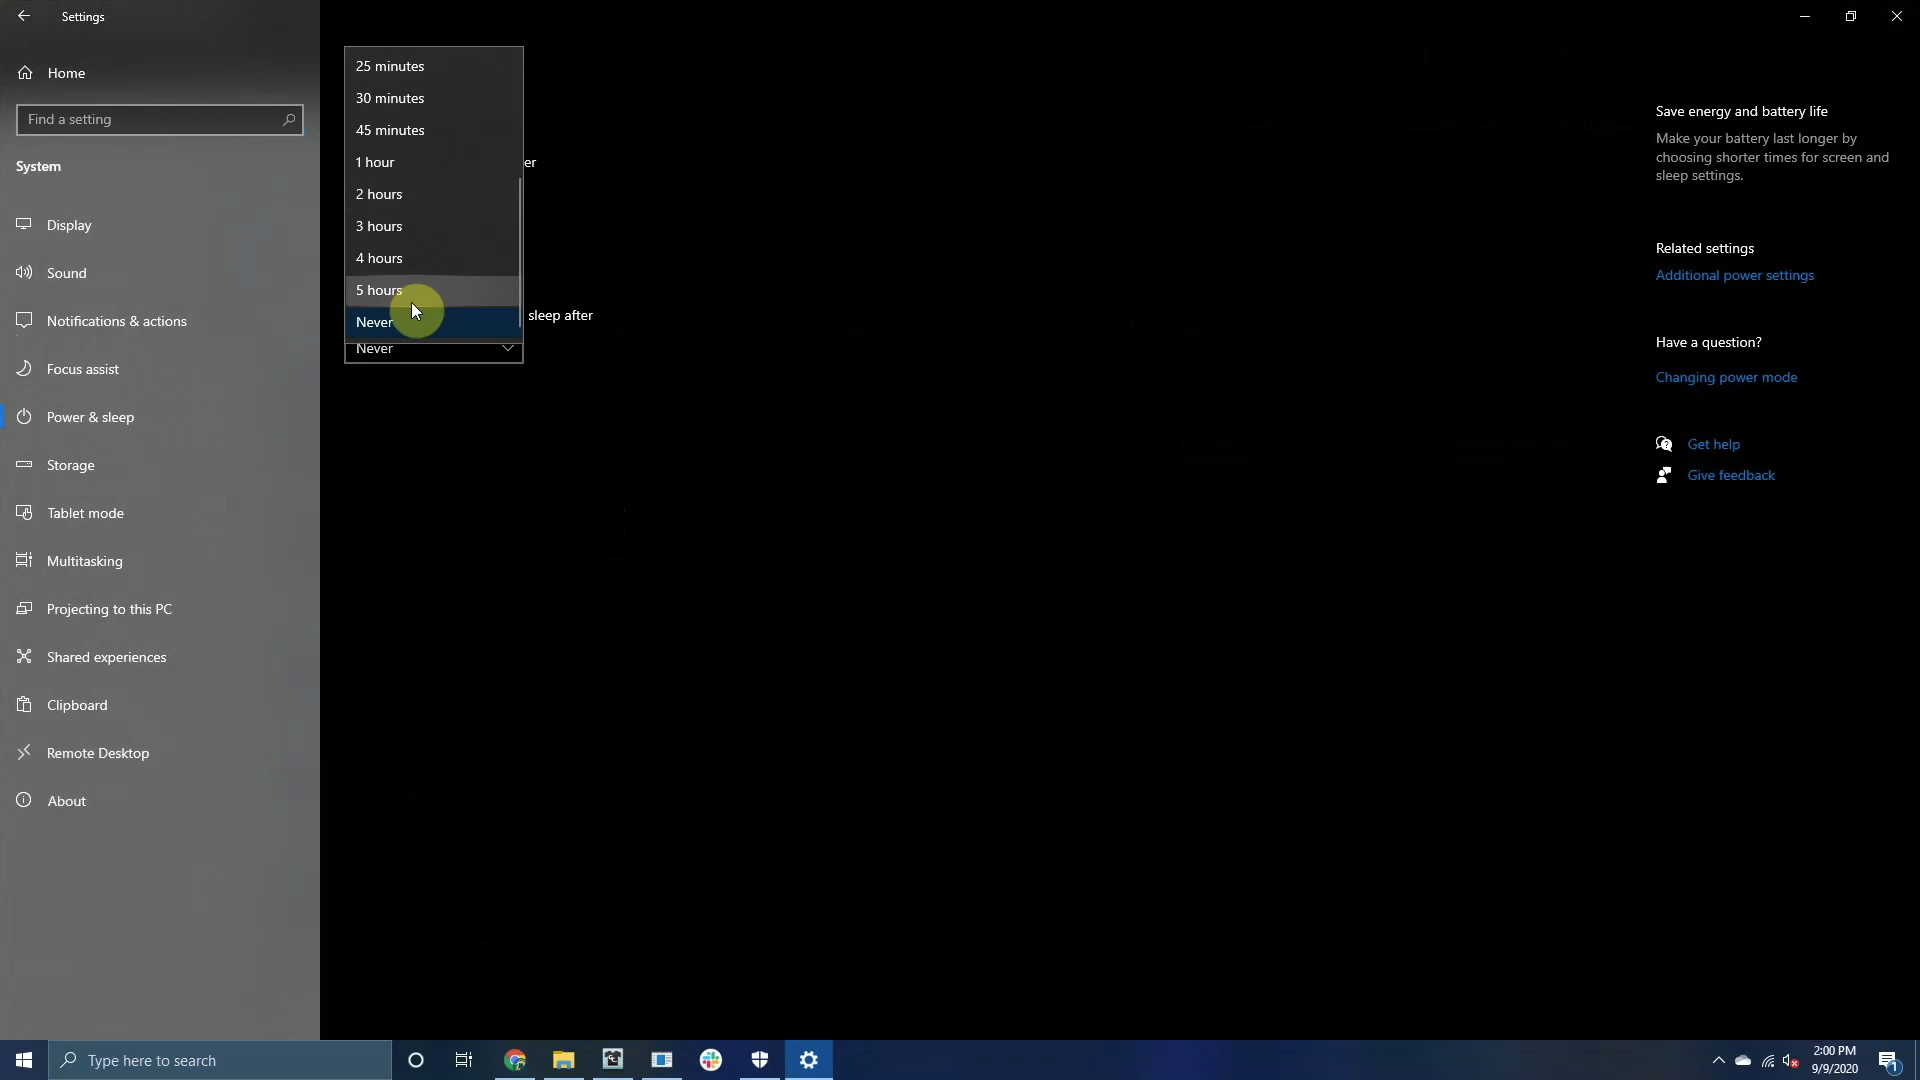 Settings
Home
Find a setting
System
Display
Sound
Notifications & actions
Focus assist
Power & sleep
Storage
Tablet mode
Multitasking
Projecting to this PC
Shared experiences
Clipboard
Remote Desktop
About
25 minutes
30 minutes
45 minutes
1 hour
er
2 hours
3 hours
4 hours
5 hours
sleep after
Never
Never
Save energy and battery life
Make your battery last longer by
choosing shorter times for screen and
sleep settings.
Related settings
Additional power settings
Have a question?
Changing power mode
Get help
Give feedback
Type here to search
2:00 PM
9/9/2020
1